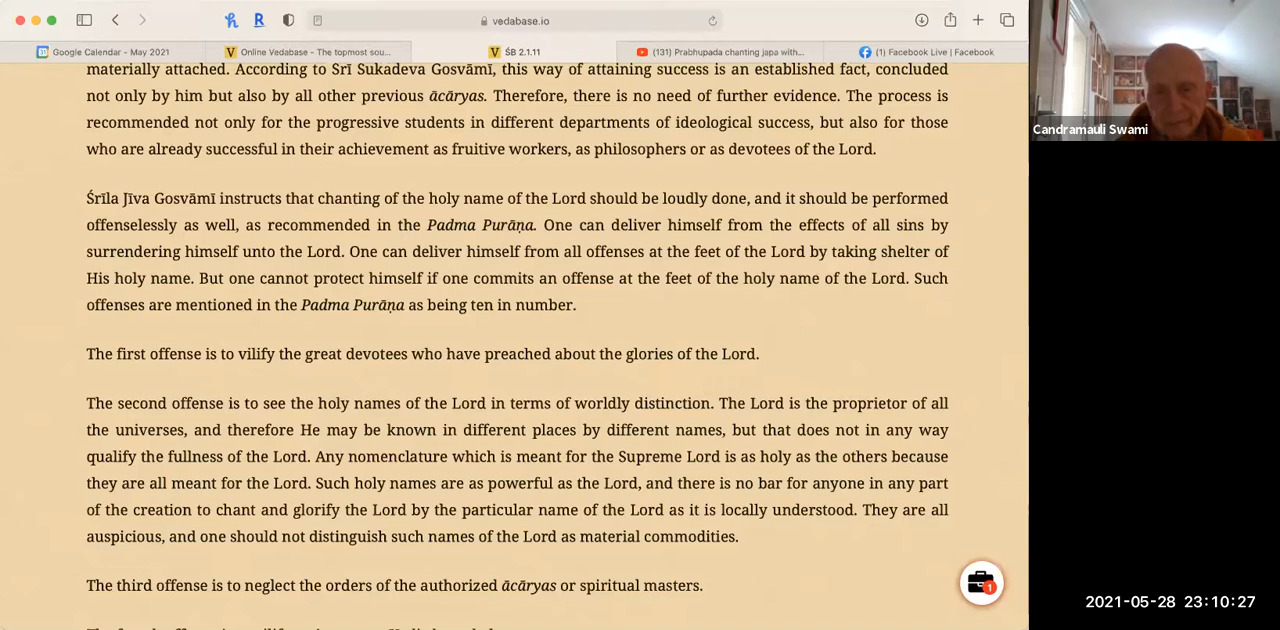 vedabase.io
Google Calendar - May 2021
Online Vedabase - The topmost sou...
ŚB 2.1.11
(131) Prabhupada chanting japa with...
(1) Facebook Live | Facebook
materially attached. According to Śrī Śukadeva Gosvāmī, this way of attaining success is an established fact, concluded
not only by him but also by all other previous ācāryas. Therefore, there is no need of further evidence. The process is
recommended not only for the progressive students in different departments of ideological success, but also for those
who are already successful in their achievement as fruitive workers, as philosophers or as devotees of the Lord.
Śrīla Jīva Gosvāmī instructs that chanting of the holy name of the Lord should be loudly done, and it should be performed
offenselessly as well, as recommended in the Padma Purāṇa. One can deliver himself from the effects of all sins by
surrendering himself unto the Lord. One can deliver himself from all offenses at the feet of the Lord by taking shelter of
His holy name. But one cannot protect himself if one commits an offense at the feet of the holy name of the Lord. Such
offenses are mentioned in the Padma Purāṇa as being ten in number.
The first offense is to vilify the great devotees who have preached about the glories of the Lord.
The second offense is to see the holy names of the Lord in terms of worldly distinction. The Lord is the proprietor of all
the universes, and therefore He may be known in different places by different names, but that does not in any way
qualify the fullness of the Lord. Any nomenclature which is meant for the Supreme Lord is as holy as the others because
they are all meant for the Lord. Such holy names are as powerful as the Lord, and there is no bar for anyone in any part
of the creation to chant and glorify the Lord by the particular name of the Lord as it is locally understood. They are all
auspicious, and one should not distinguish such names of the Lord as material commodities.
The third offense is to neglect the orders of the authorized ācāryas or spiritual masters.
Candramauli Swami
1
2021-05-28 23:10:27